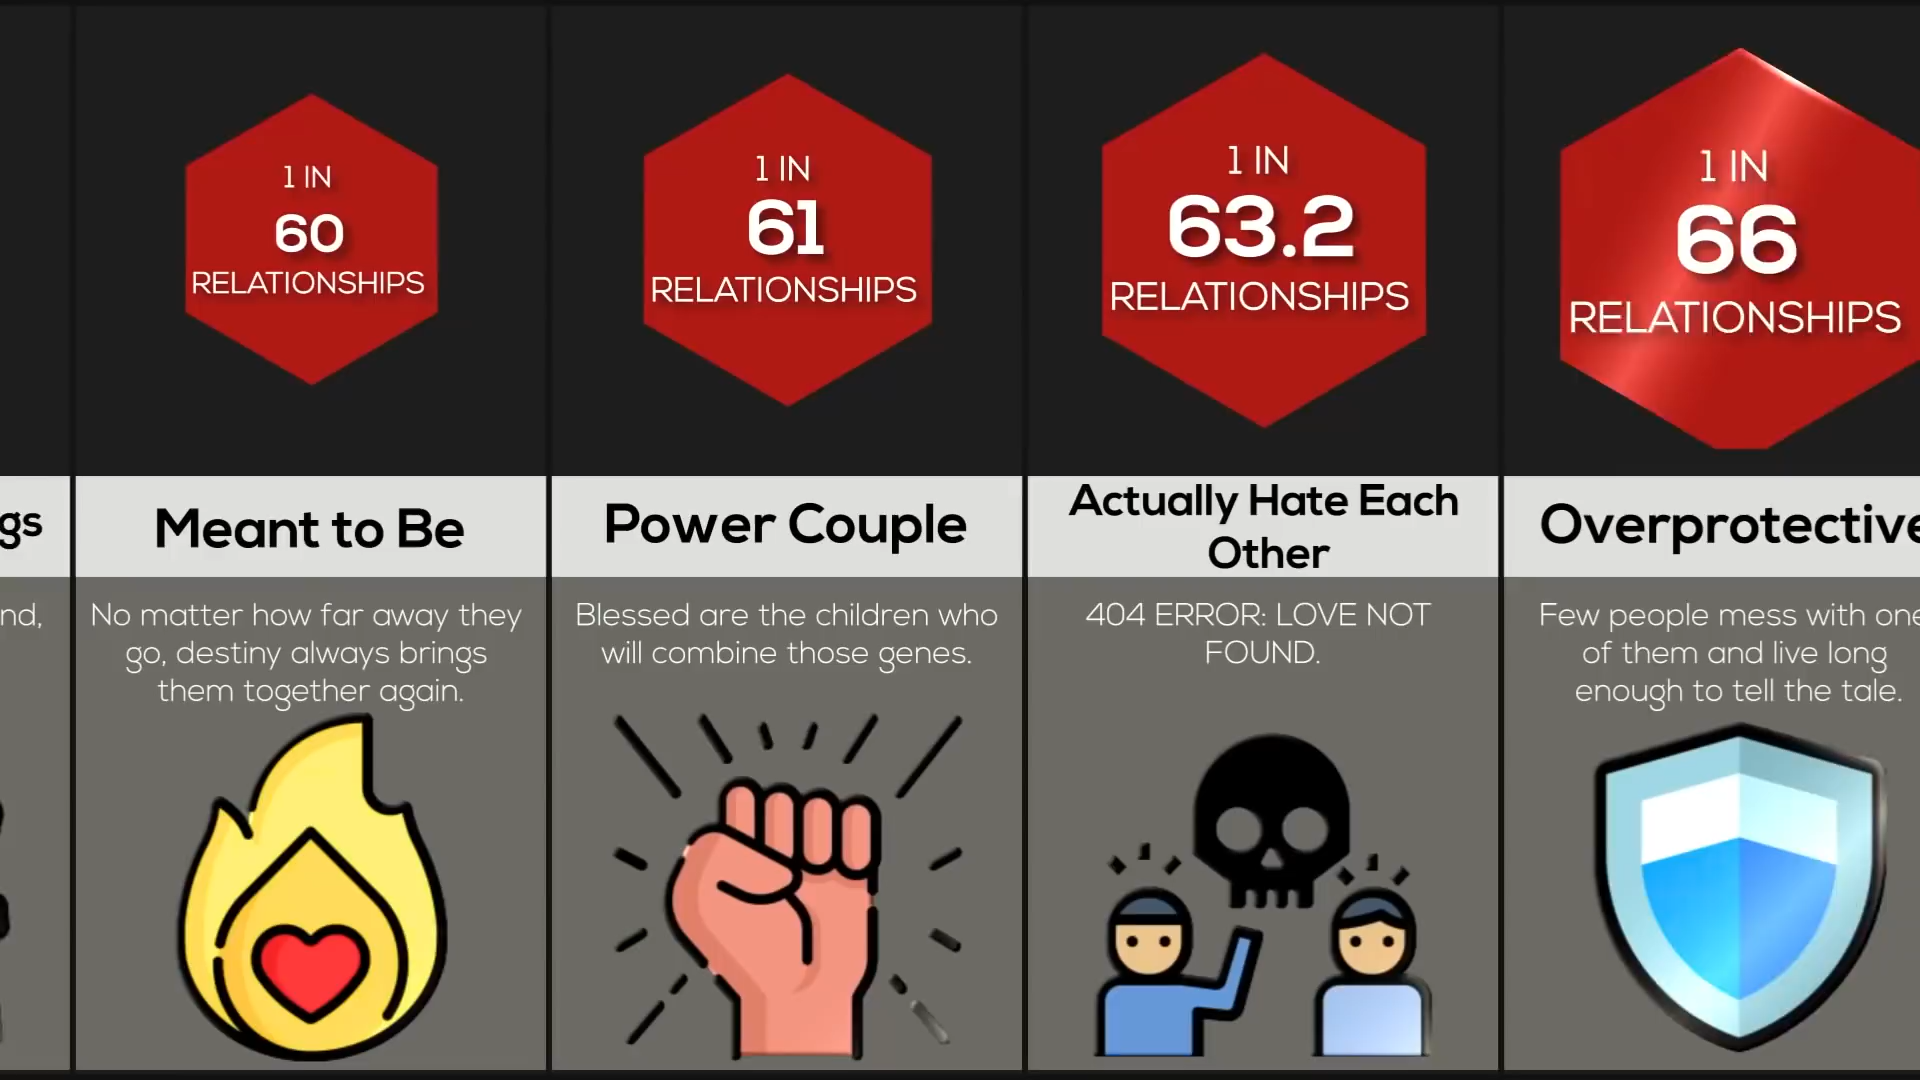 gs
nd,
1 IN
60
RELATIONSHIPS
Meant to Be
No matter how far away they
go, destiny always brings
them together again.
1 IN
61
RELATIONSHIPS
Power Couple
Blessed are the children who
will combine those genes.
1 IN
63.2
RELATIONSHIPS
Actually Hate Each
Other
404 ERROR: LOVE NOT
FOUND.
1 IN
66
RELATIONSHIPS
Overprotective
Few people mess with one
of them and live long
enough to tell the tale.